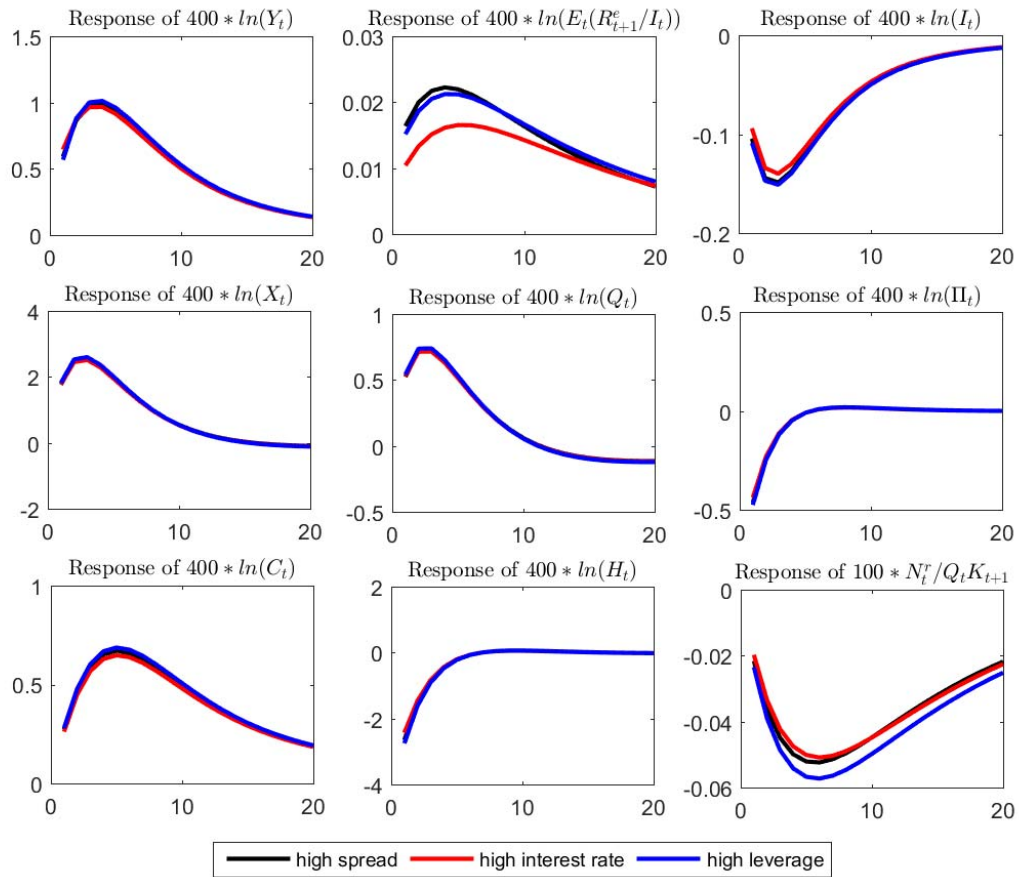 Response of 400 ∗ ln(Y_t)
Response of 400 ∗ ln(E_t(R^e_{t+1}/I_t))
Response of 400 ∗ ln(I_t)
1.5
1
0.5
0
0 10 20
0.03
0.02
0.01
0
0 10 20
0
-0.1
-0.2
0 10 20
Response of 400 ∗ ln(X_t)
Response of 400 ∗ ln(Q_t)
Response of 400 ∗ ln(Π_t)
4
2
0
-2
0 10 20
1
0.5
0
-0.5
0 10 20
0.5
0
-0.5
0 10 20
Response of 400 ∗ ln(C_t)
Response of 400 ∗ ln(H_t)
Response of 100 ∗ N^r_t/Q_tK_{t+1}
1
0.5
0
0 10 20
2
0
-2
-4
0 10 20
0
-0.02
-0.04
-0.06
0 10 20
high spread high interest rate high leverage